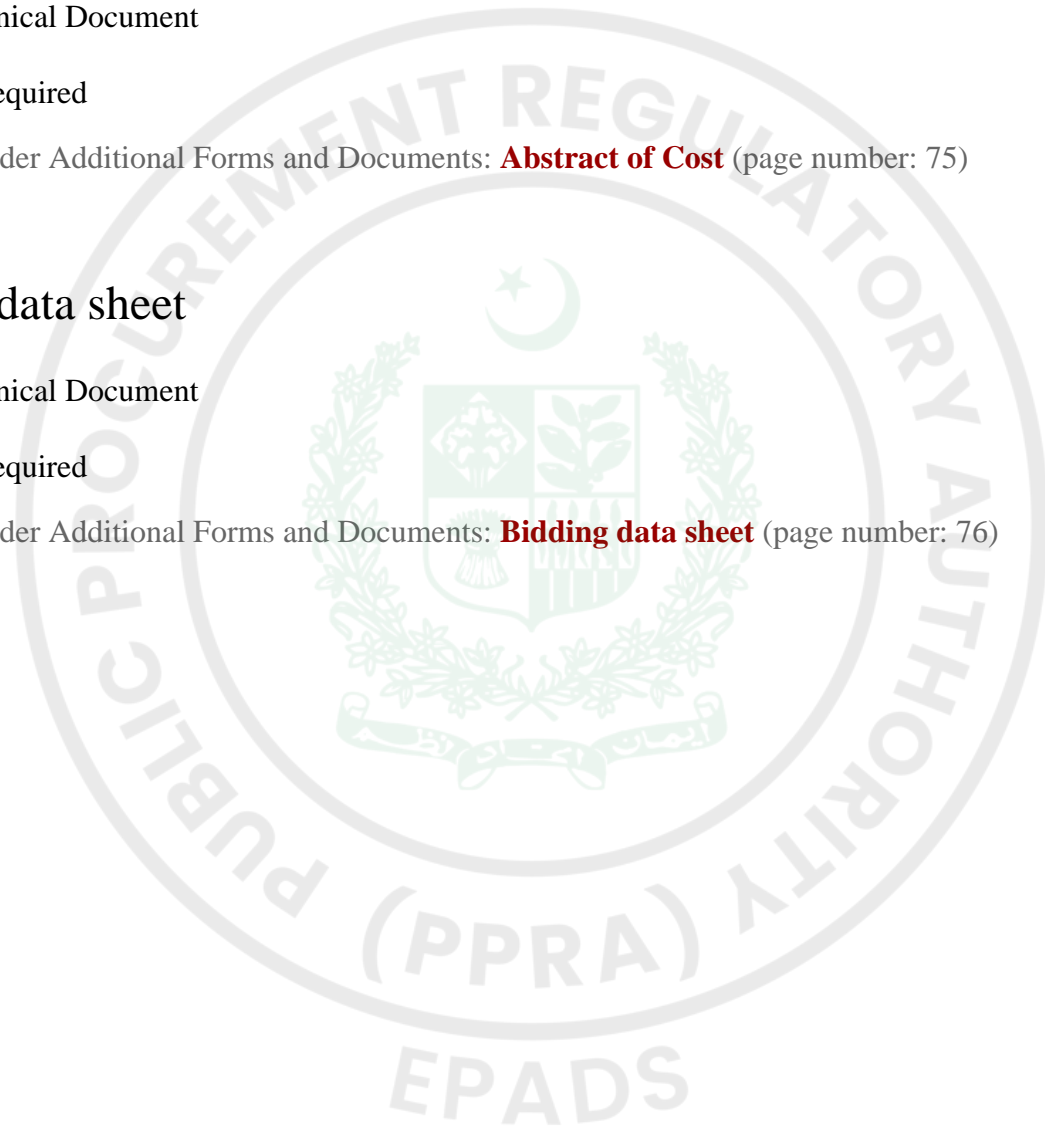 nical Document
equired
der Additional Forms and Documents: Abstract of Cost (page number: 75)
data sheet
nical Document
equired
der Additional Forms and Documents: Bidding data sheet (page number: 76)
PUBLIC PROCUREMENT REGULATORY AUTHORITY
(PPRA)
EPADS